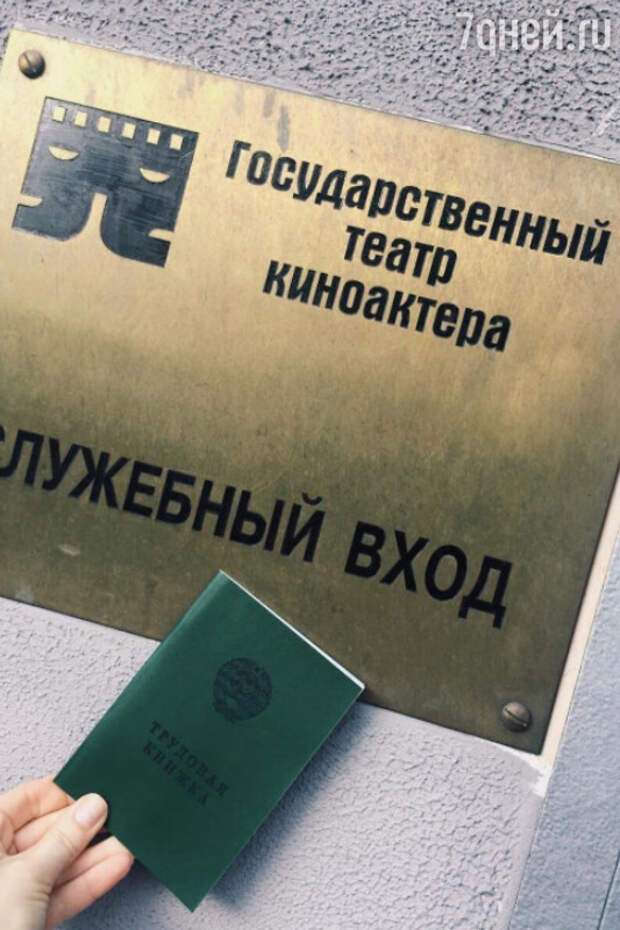 7дней.ru
Государственный
театр
киноактера
СЛУЖЕБНЫЙ ВХОД
ТРУДОВАЯ
КНИЖКА